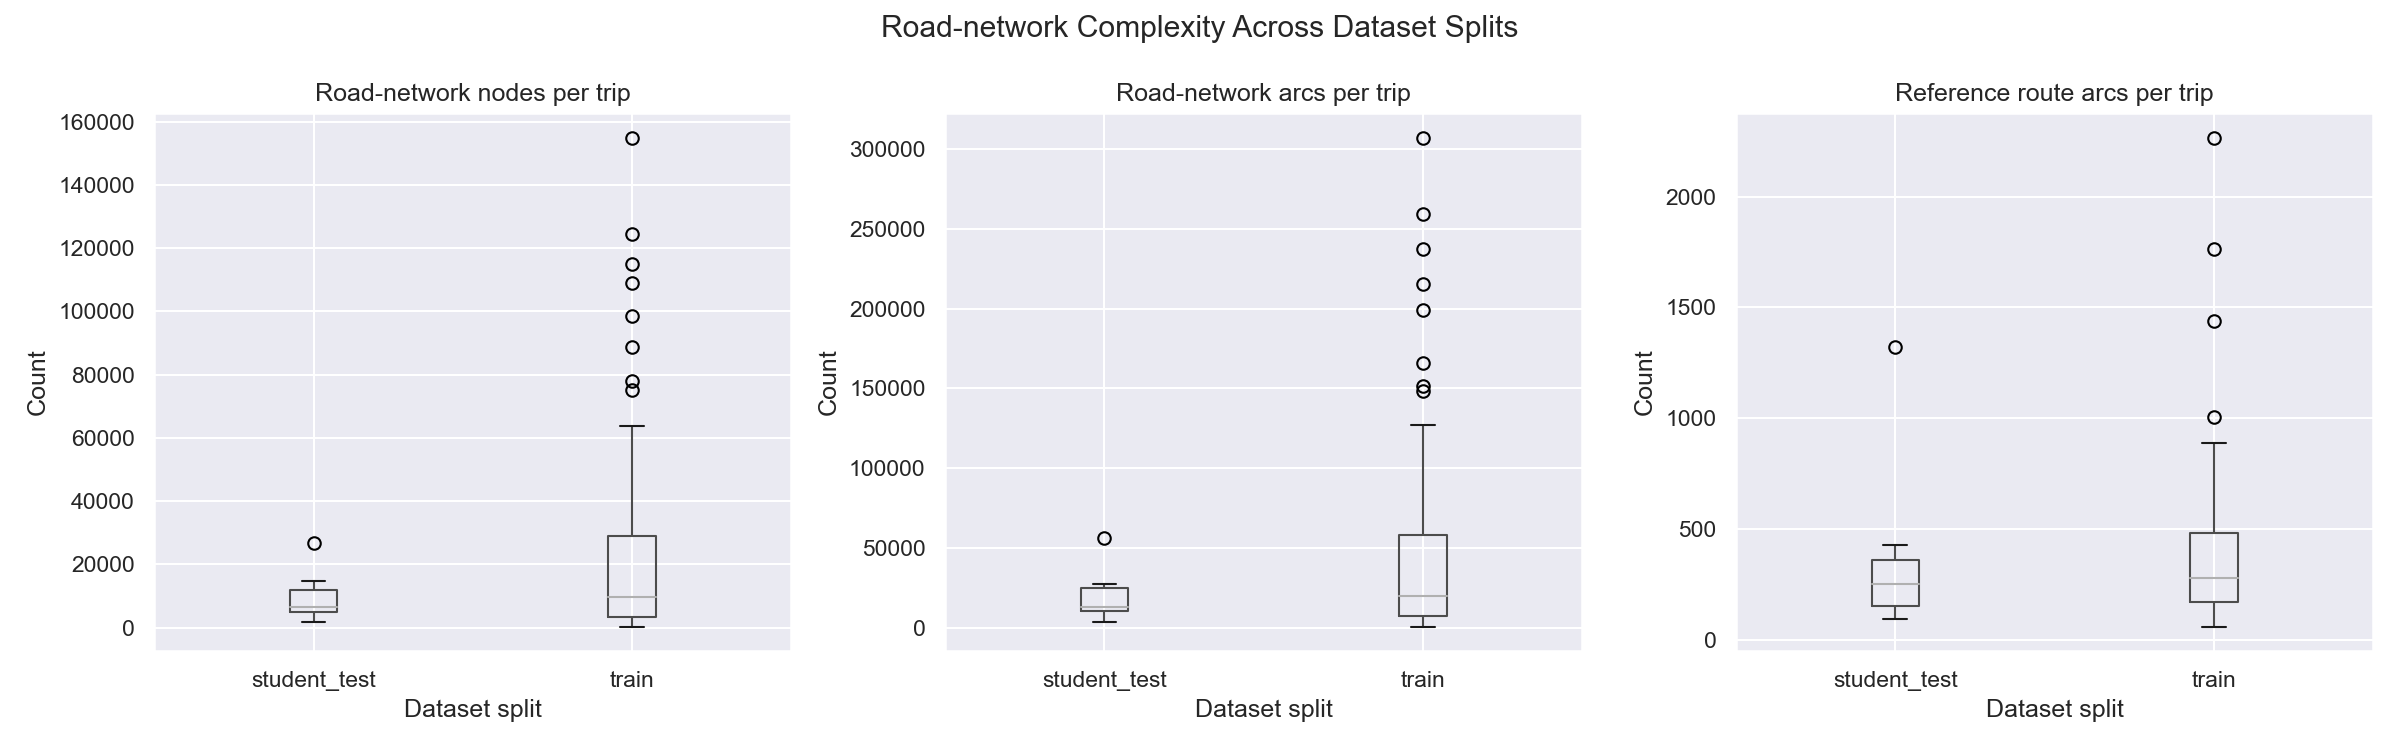 Road-network Complexity Across Dataset Splits
Road-network nodes per trip
160000
140000
120000
100000
80000
60000
40000
20000
0
Count
student_test
train
Dataset split
Road-network arcs per trip
300000
250000
200000
150000
100000
50000
0
Count
student_test
train
Dataset split
Reference route arcs per trip
2000
1500
1000
500
0
Count
student_test
train
Dataset split